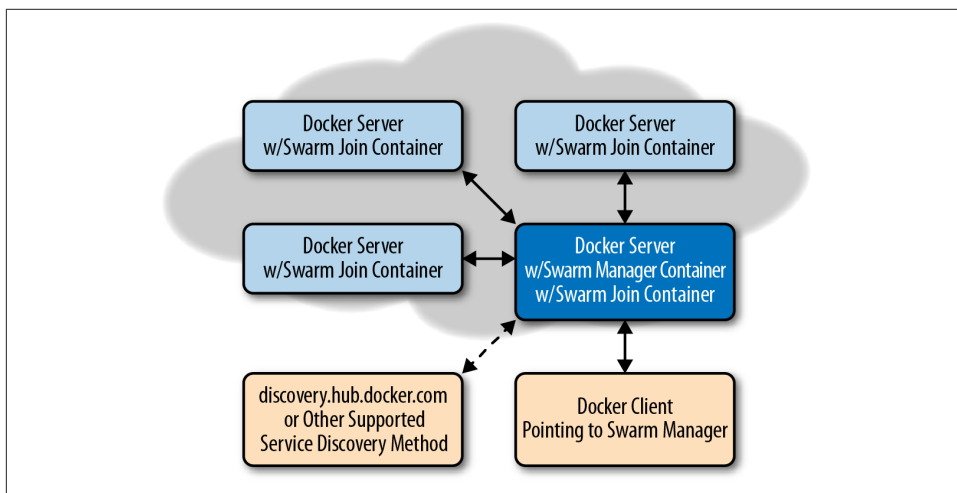 Docker Server
w/Swarm Join Container
Docker Server
w/Swarm Join Container
Docker Server
w/Swarm Join Container
Docker Server
w/Swarm Manager Container
w/Swarm Join Container
discovery.hub.docker.com
or Other Supported
Service Discovery Method
Docker Client
Pointing to Swarm Manager